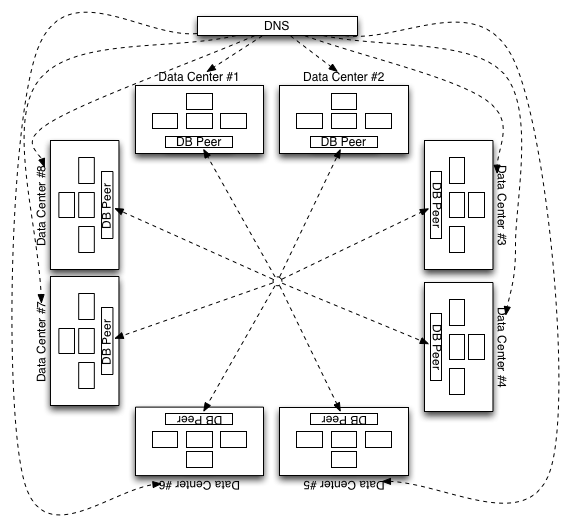 DNS
Data Center #1
Data Center #2
DB Peer
DB Peer
Data Center #8
DB Peer
DB Peer
Data Center #3
Data Center #7
DB Peer
DB Peer
Data Center #4
DB Peer
DB Peer
Data Center #6
Data Center #5